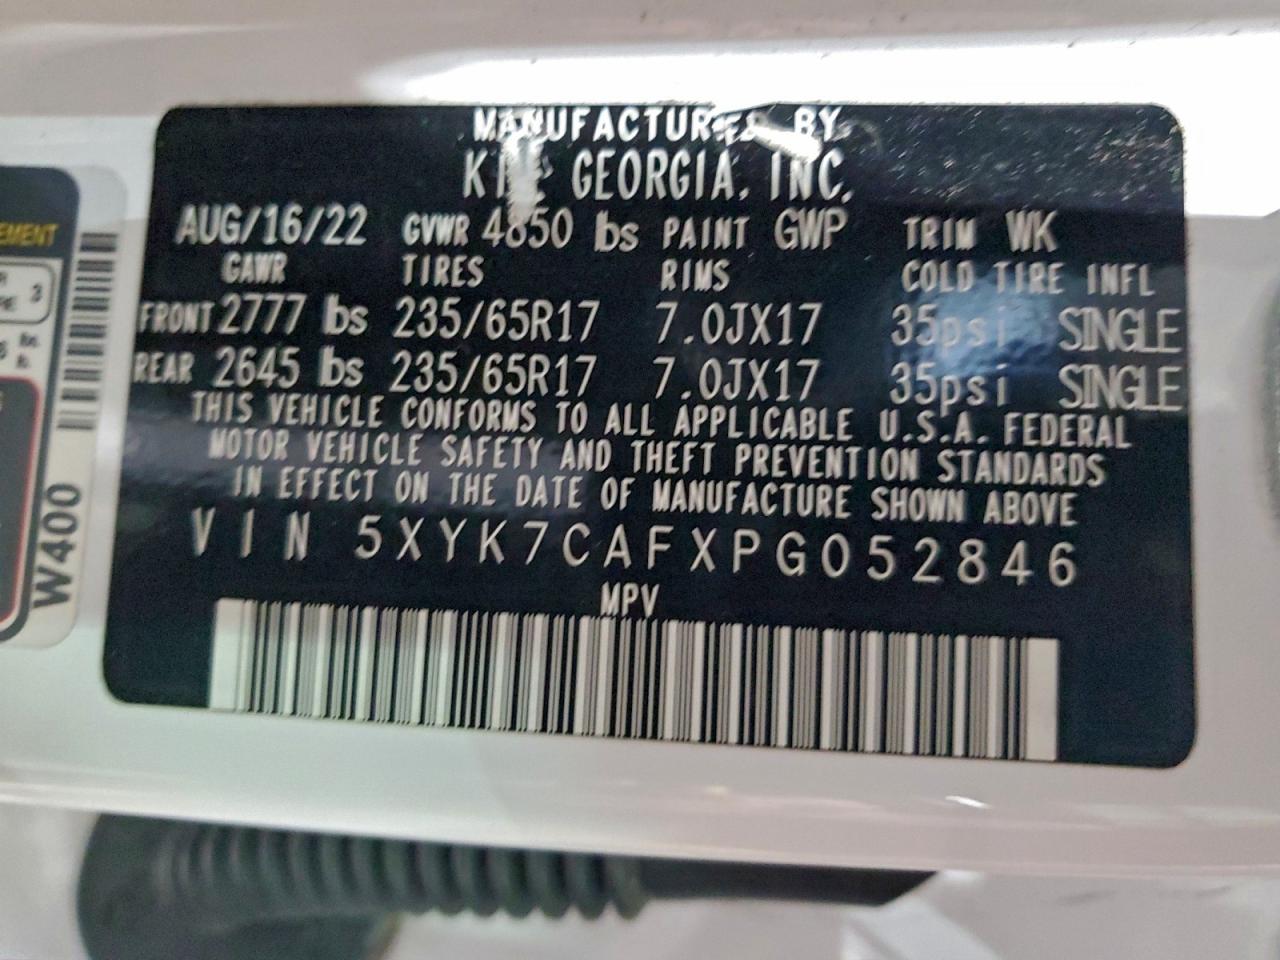 MANUFACTURED BY
KIA GEORGIA, INC.
AUG/16/22 GVWR 4850 lbs PAINT GWP TRIM WK
GAWR TIRES RIMS COLD TIRE INFL
FRONT 2777 lbs 235/65R17 7.0JX17 35psi SINGLE
REAR 2645 lbs 235/65R17 7.0JX17 35psi SINGLE
THIS VEHICLE CONFORMS TO ALL APPLICABLE U.S.A. FEDERAL
MOTOR VEHICLE SAFETY AND THEFT PREVENTION STANDARDS
IN EFFECT ON THE DATE OF MANUFACTURE SHOWN ABOVE
VIN 5XYK7CAFXPG052846
MPV
EMENT
3
W400